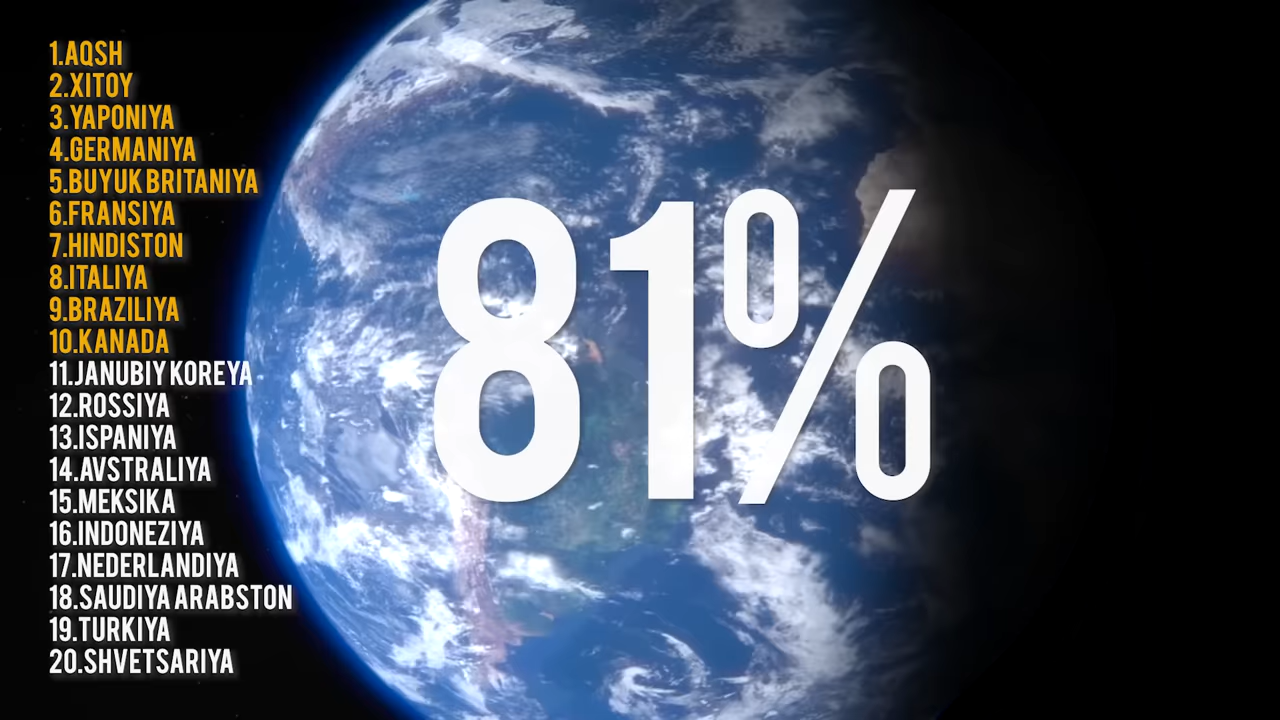 1.AQSH
2.XITOY
3.YAPONIYA
4.GERMANIYA
5.BUYUK BRITANIYA
6.FRANSIYA
7.HINDISTON
8.ITALIYA
9.BRAZILIYA
10.KANADA
11.JANUBIY KOREYA
12.ROSSIYA
13.ISPANIYA
14.AVSTRALIYA
15.MEKSIKA
16.INDONEZIYA
17.NEDERLANDIYA
18.SAUDIYA ARABSTON
19.TURKIYA
20.SHVETSARIYA
81%